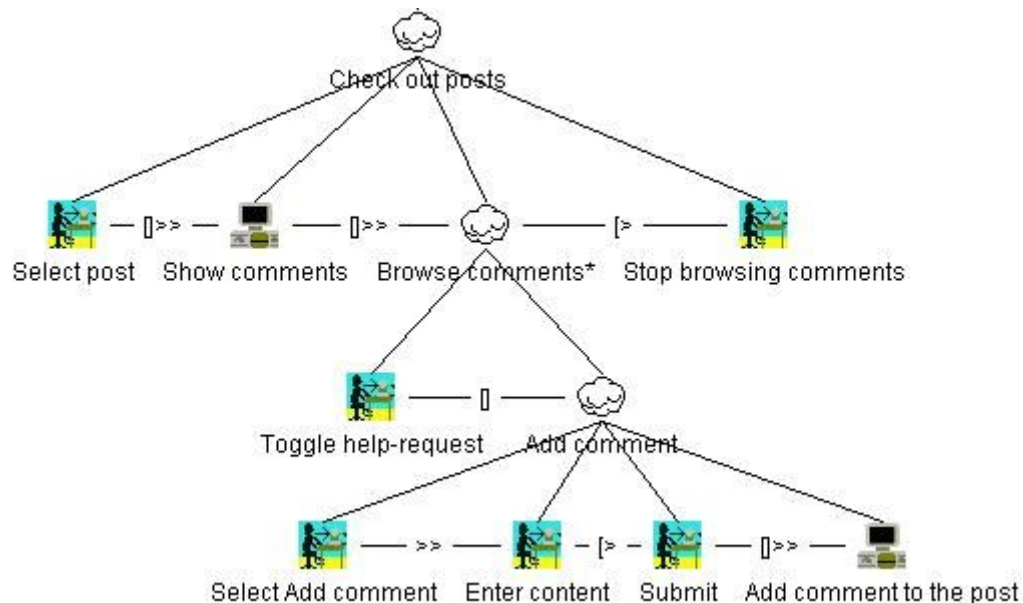 Check out posts
[]>> []>> [>
Select post Show comments Browse comments* Stop browsing comments
[]
Toggle help-request Add comment
>> [> []>>
Select Add comment Enter content Submit Add comment to the post